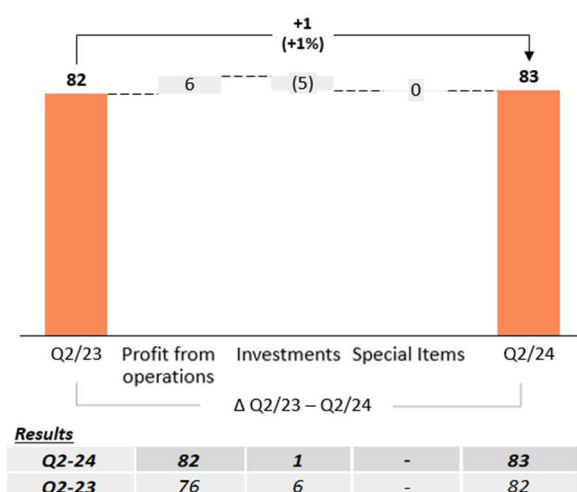 +1
(+1%)
82
6
(5)
0
83
Q2/23
Profit from
operations
Investments
Special Items
Q2/24
Δ Q2/23 – Q2/24
Results
Q2-24 82 1 - 83
Q2-23 76 6 - 82